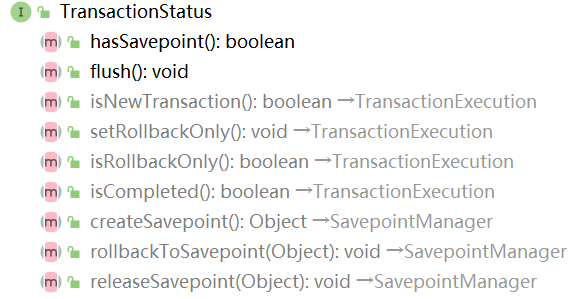 I TransactionStatus
m hasSavepoint(): boolean
m flush(): void
m isNewTransaction(): boolean →TransactionExecution
m setRollbackOnly(): void →TransactionExecution
m isRollbackOnly(): boolean →TransactionExecution
m isCompleted(): boolean →TransactionExecution
m createSavepoint(): Object →SavepointManager
m rollbackToSavepoint(Object): void →SavepointManager
m releaseSavepoint(Object): void →SavepointManager